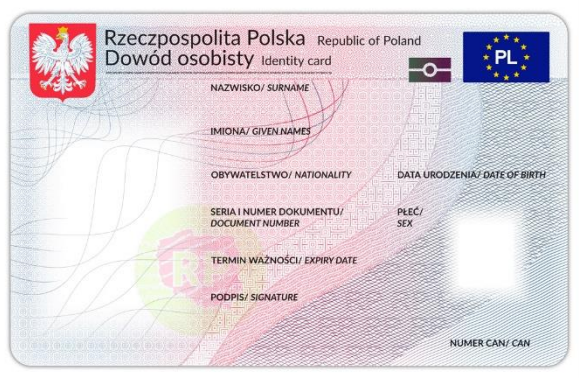 Rzeczpospolita Polska Republic of Poland
Dowód osobisty Identity card
PL
NAZWISKO/ SURNAME
IMIONA/ GIVEN NAMES
OBYWATELSTWO/ NATIONALITY
DATA URODZENIA/ DATE OF BIRTH
SERIA I NUMER DOKUMENTU/
DOCUMENT NUMBER
PŁEĆ/
SEX
TERMIN WAŻNOŚCI/ EXPIRY DATE
RP
PODPIS/ SIGNATURE
NUMER CAN/ CAN